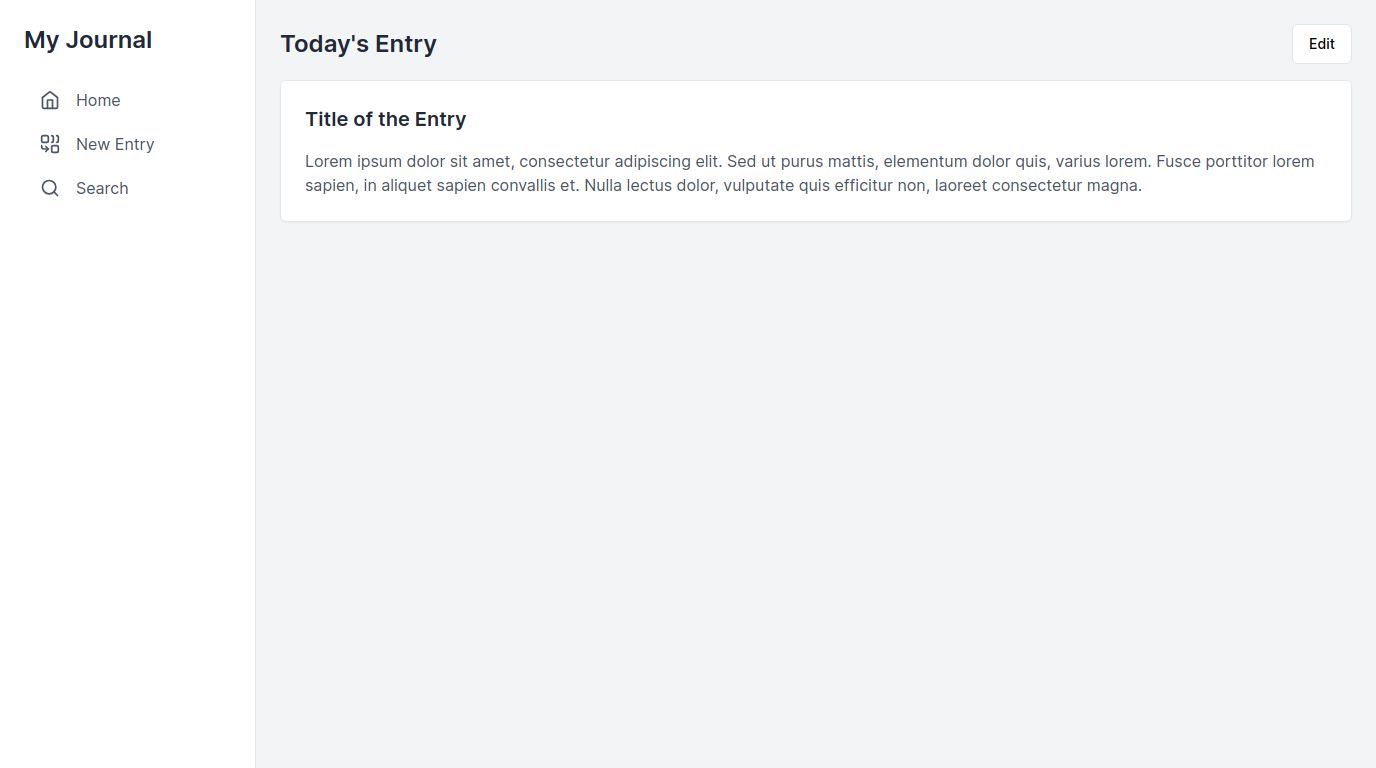 My Journal
Home
New Entry
Search
Today's Entry
Edit
Title of the Entry
Lorem ipsum dolor sit amet, consectetur adipiscing elit. Sed ut purus mattis, elementum dolor quis, varius lorem. Fusce porttitor lorem
sapien, in aliquet sapien convallis et. Nulla lectus dolor, vulputate quis efficitur non, laoreet consectetur magna.